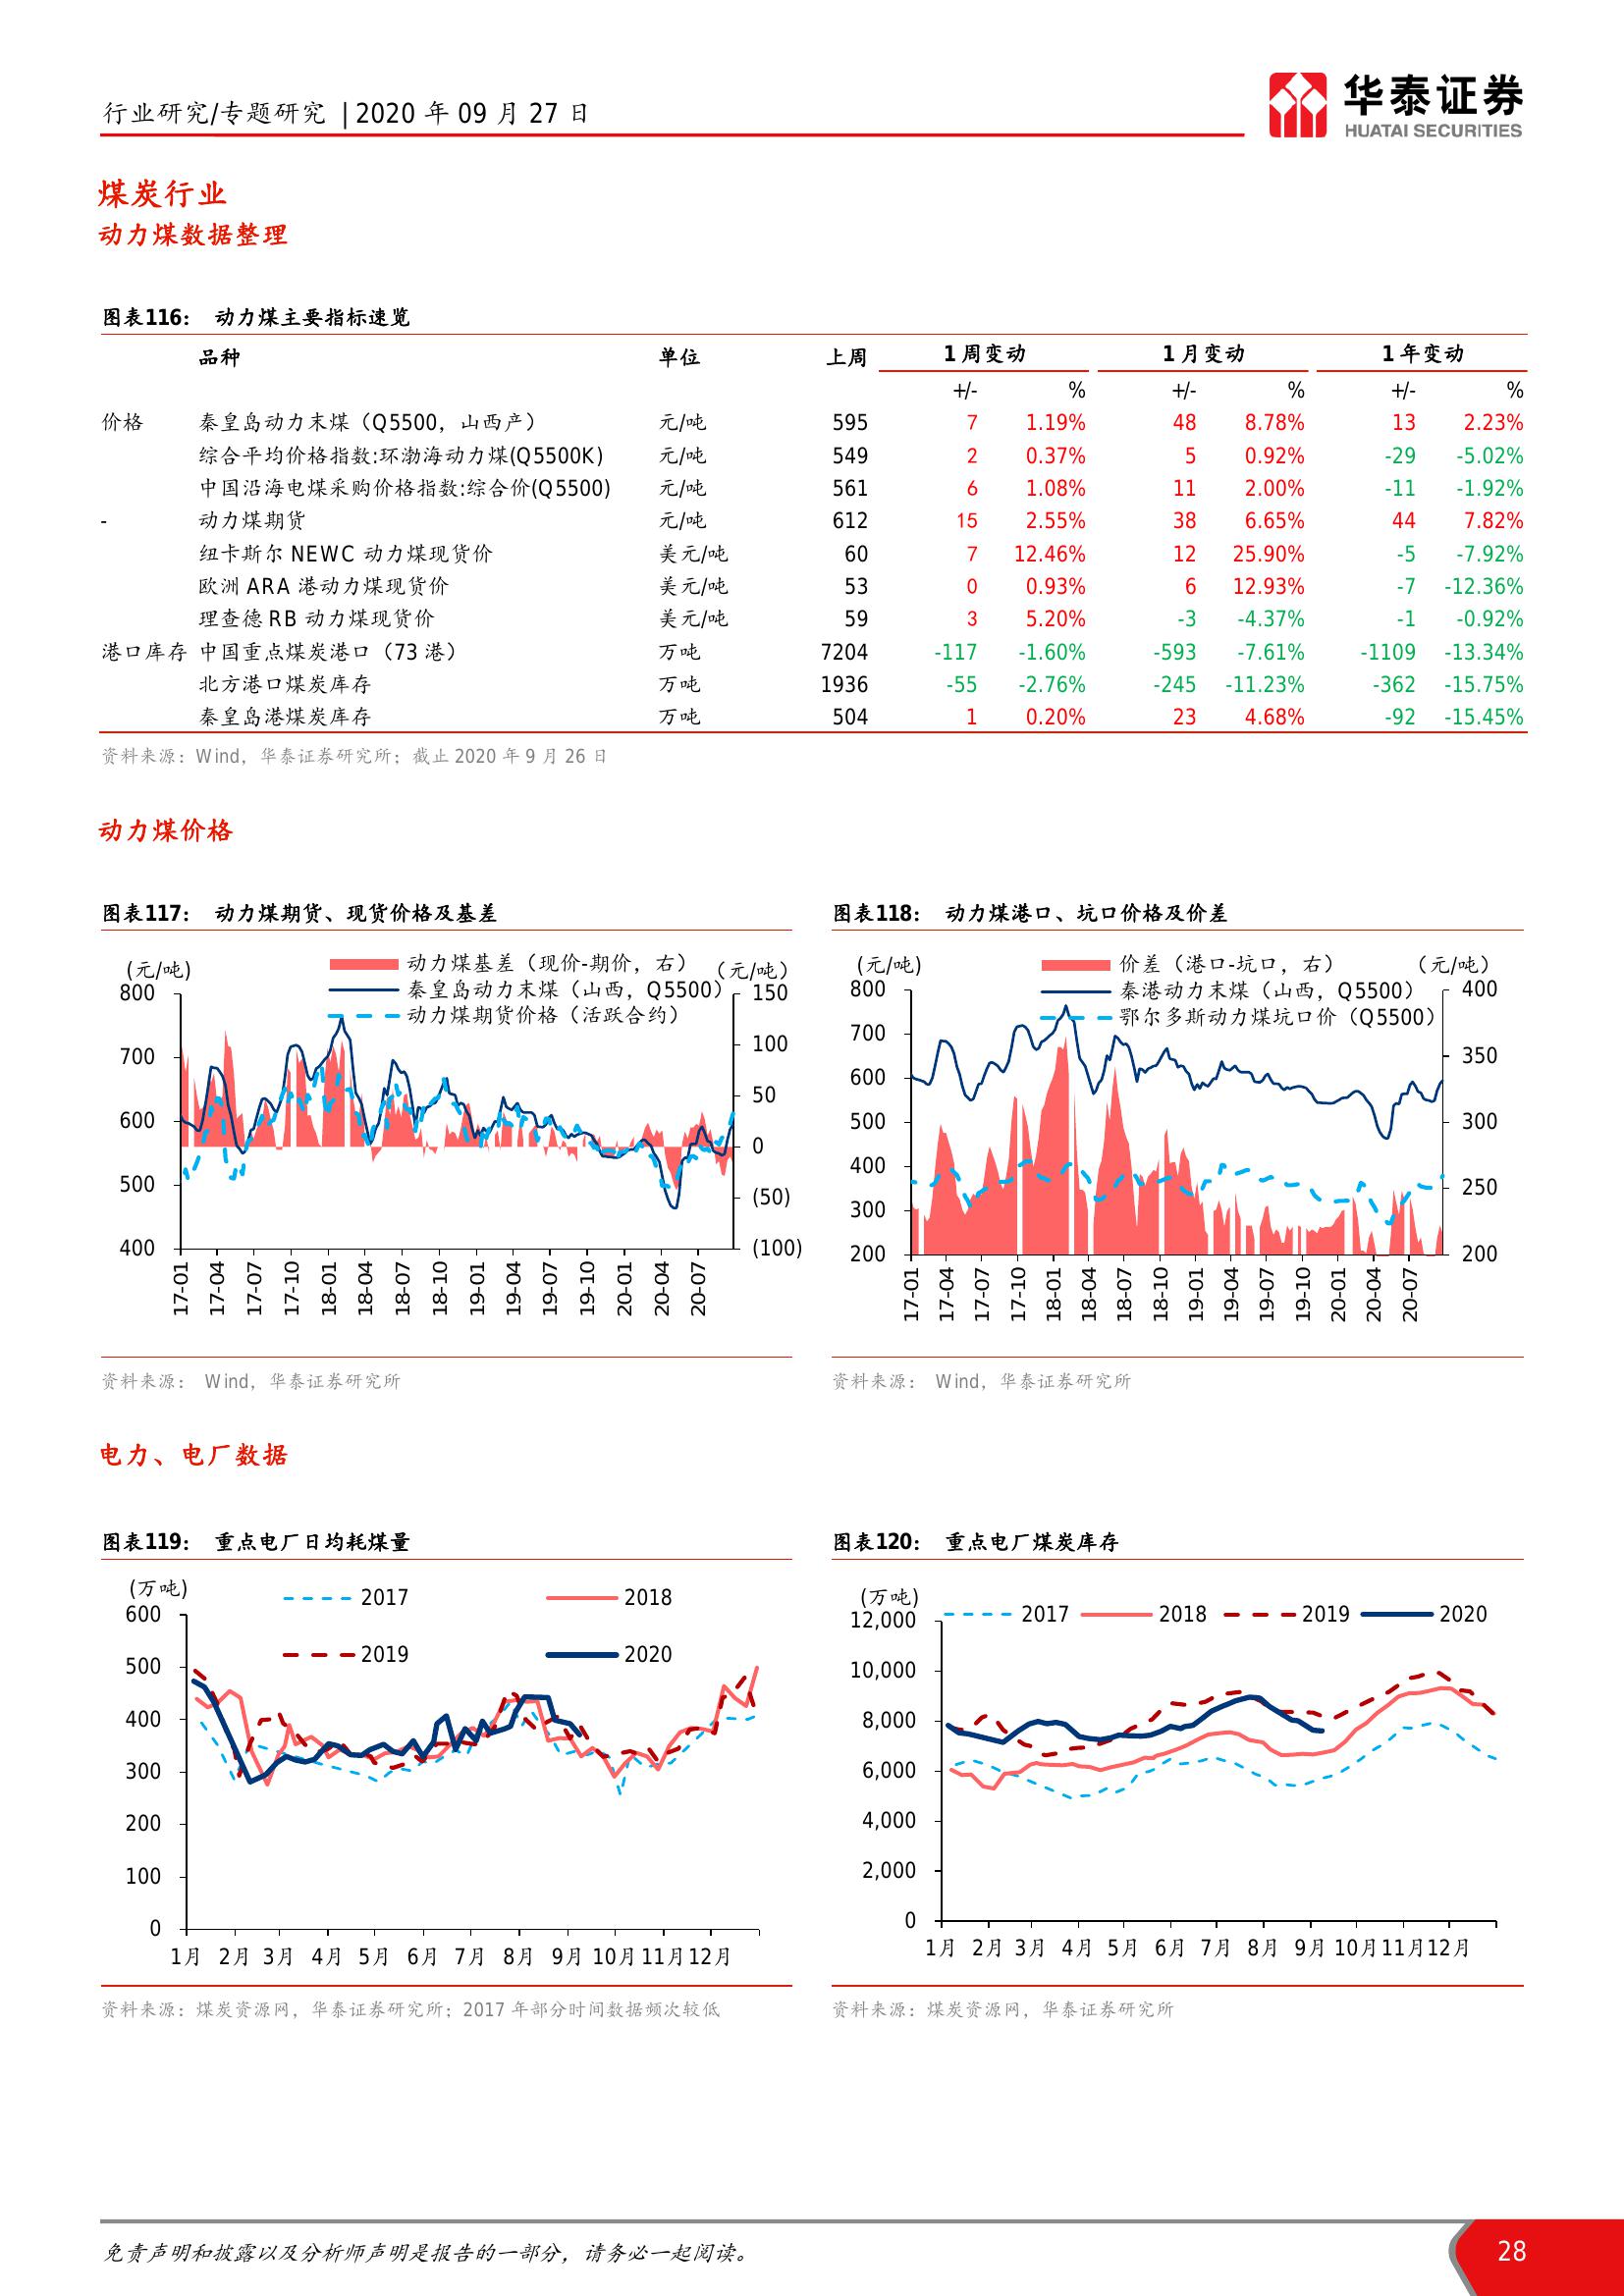 行业研究/专题研究 | 2020 年 09 月 27 日
华泰证券
HUATAI SECURITIES
煤炭行业
动力煤数据整理
图表116： 动力煤主要指标速览
品种 单位 上周 1 周变动 1 月变动 1 年变动
+/- % +/- % +/- %
价格 秦皇岛动力末煤（Q5500，山西产） 元/吨 595 7 1.19% 48 8.78% 13 2.23%
综合平均价格指数:环渤海动力煤(Q5500K) 元/吨 549 2 0.37% 5 0.92% -29 -5.02%
中国沿海电煤采购价格指数:综合价(Q5500) 元/吨 561 6 1.08% 11 2.00% -11 -1.92%
- 动力煤期货 元/吨 612 15 2.55% 38 6.65% 44 7.82%
纽卡斯尔 NEWC 动力煤现货价 美元/吨 60 7 12.46% 12 25.90% -5 -7.92%
欧洲 ARA 港动力煤现货价 美元/吨 53 0 0.93% 6 12.93% -7 -12.36%
理查德 RB 动力煤现货价 美元/吨 59 3 5.20% -3 -4.37% -1 -0.92%
港口库存 中国重点煤炭港口（73 港） 万吨 7204 -117 -1.60% -593 -7.61% -1109 -13.34%
北方港口煤炭库存 万吨 1936 -55 -2.76% -245 -11.23% -362 -15.75%
秦皇岛港煤炭库存 万吨 504 1 0.20% 23 4.68% -92 -15.45%
资料来源：Wind，华泰证券研究所；截止 2020 年 9 月 26 日
动力煤价格
图表117： 动力煤期货、现货价格及基差
(元/吨)
动力煤基差（现价-期价，右）
（元/吨）
秦皇岛动力末煤（山西，Q5500）
动力煤期货价格（活跃合约）
800
700
600
500
400
150
100
50
0
(50)
(100)
17-01 17-04 17-07 17-10 18-01 18-04 18-07 18-10 19-01 19-04 19-07 19-10 20-01 20-04 20-07
资料来源： Wind，华泰证券研究所
图表118： 动力煤港口、坑口价格及价差
(元/吨)
价差（港口-坑口，右）
（元/吨）
秦港动力末煤（山西，Q5500）
鄂尔多斯动力煤坑口价（Q5500）
800
700
600
500
400
300
200
400
350
300
250
200
17-01 17-04 17-07 17-10 18-01 18-04 18-07 18-10 19-01 19-04 19-07 19-10 20-01 20-04 20-07
资料来源： Wind，华泰证券研究所
电力、电厂数据
图表119： 重点电厂日均耗煤量
(万吨)
2017 2018
2019 2020
600
500
400
300
200
100
0
1月 2月 3月 4月 5月 6月 7月 8月 9月 10月 11月 12月
资料来源：煤炭资源网，华泰证券研究所；2017 年部分时间数据频次较低
图表120： 重点电厂煤炭库存
(万吨)
2017 2018 2019 2020
12,000
10,000
8,000
6,000
4,000
2,000
0
1月 2月 3月 4月 5月 6月 7月 8月 9月 10月 11月 12月
资料来源：煤炭资源网，华泰证券研究所
免责声明和披露以及分析师声明是报告的一部分，请务必一起阅读。
28